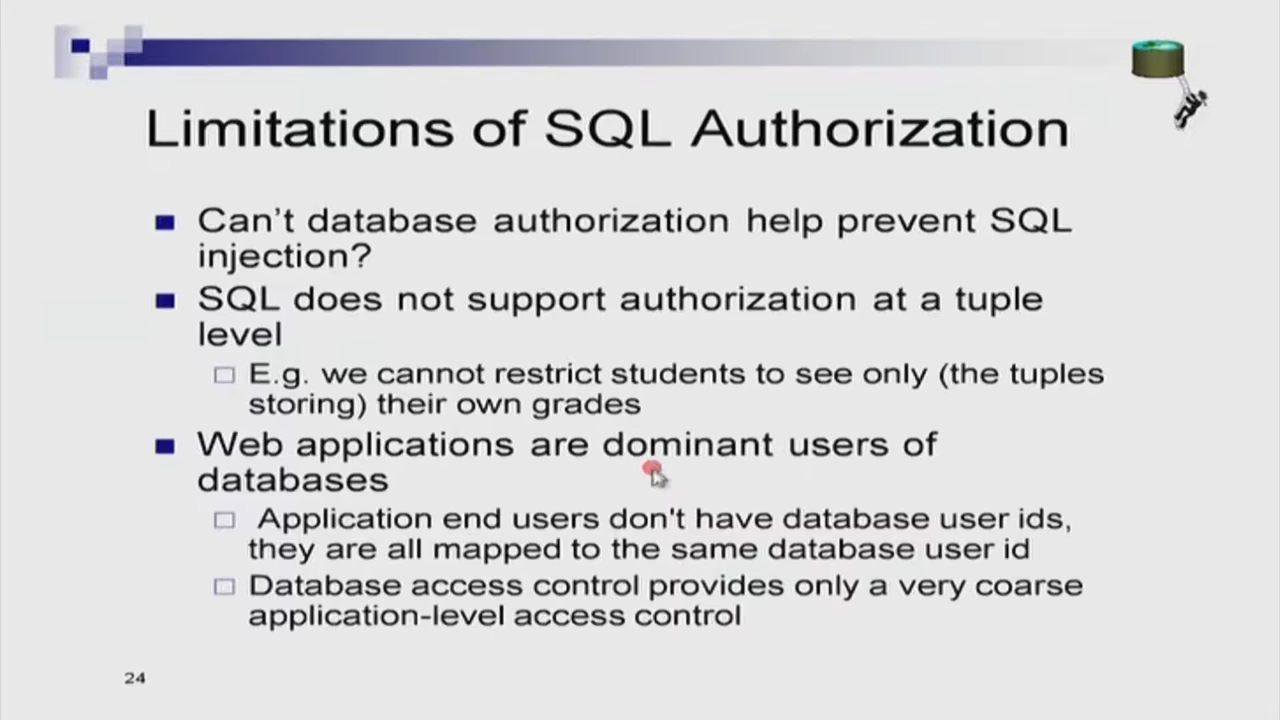 Limitations of SQL Authorization
Can't database authorization help prevent SQL
injection?
SQL does not support authorization at a tuple
level
E.g. we cannot restrict students to see only (the tuples
storing) their own grades
Web applications are dominant users of
databases
Application end users don't have database user ids,
they are all mapped to the same database user id
Database access control provides only a very coarse
application-level access control
24